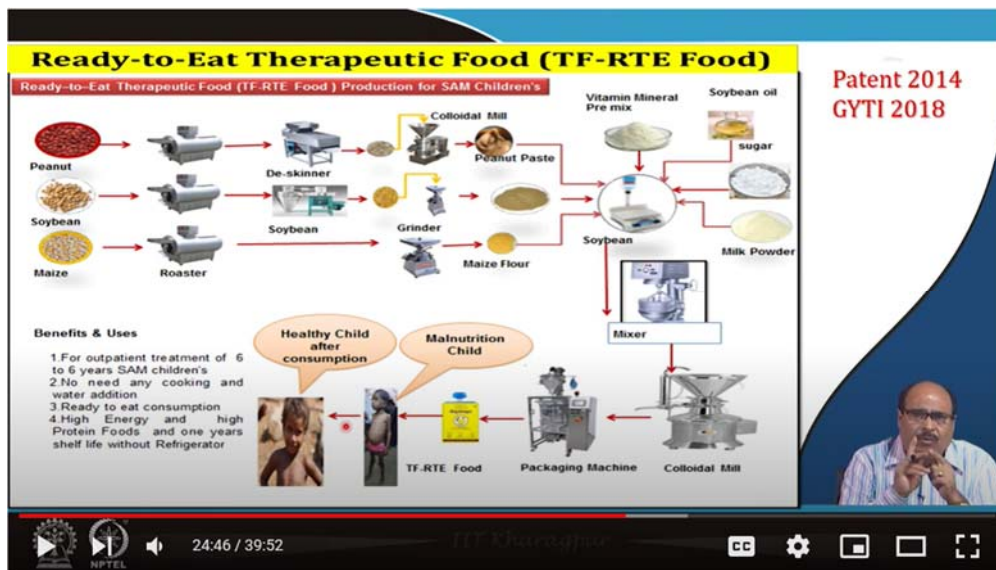 Ready-to-Eat Therapeutic Food (TF-RTE Food)
Ready-to-Eat Therapeutic Food (TF-RTE Food ) Production for SAM Children's
Patent 2014
GYTI 2018
Vitamin Mineral
Pre mix
Soybean oil
sugar
Colloidal Mill
Peanut
De-skinner
Peanut Paste
Soybean
Soybean
Grinder
Soybean
Milk Powder
Maize
Roaster
Maize Flour
Mixer
Benefits & Uses
1.For outpatient treatment of 6
to 6 years SAM children's
2.No need any cooking and
water addition
3.Ready to eat consumption
4.High Energy and high
Protein Foods and one years
shelf life without Refrigerator
Healthy Child
after
consumption
Malnutrition
Child
TF-RTE Food
Packaging Machine
Colloidal Mill
24:46 / 39:52
NPTEL
IIT Kharagpur
CC